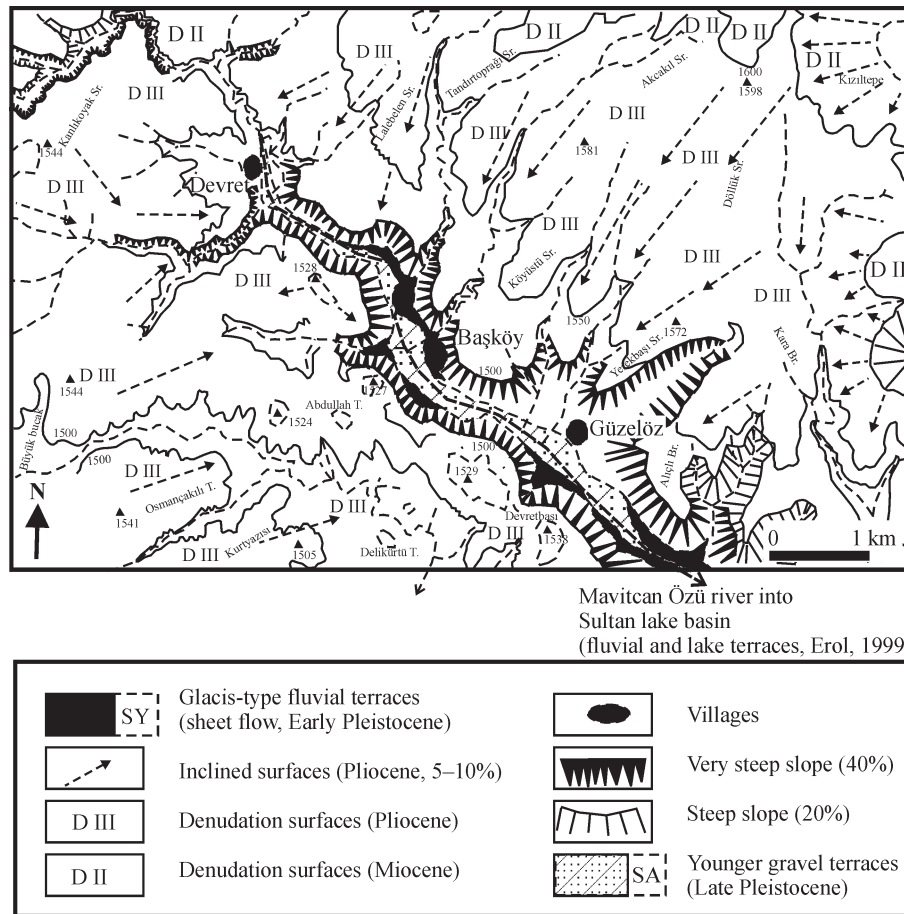 D II
D III
D II
D II
D II
Kızıltepe
Tandırtoprağı Sr.
Akcakıl Sr.
1600
1598
Kanlıkoyak Sr.
D III
Lalebelen Sr.
D III
D III
1544
1581
D III
Döllük Sr.
D III
Devret
D III
D III
Köyüstü Sr.
D III
D II
1528
D III
D III
1550
1572
Yelekbaşı Sr.
Kara Br.
Başköy
1500
D III
1544
1527
Abdullah T.
1524
Büyük bucak
1500
1500
1500
Güzelöz
Alıçlı Br.
D III
Osmançakılı T.
D III
1529
1541
Devretbaşı
N
Kurtyazısı
D III
1505
Delikürtü T.
D III
1538
0 1 km
Mavitcan Özü river into
Sultan lake basin
(fluvial and lake terraces, Erol, 1999)
SY
Glacis-type fluvial terraces
(sheet flow, Early Pleistocene)
Inclined surfaces (Pliocene, 5–10%)
D III
Denudation surfaces (Pliocene)
D II
Denudation surfaces (Miocene)
Villages
Very steep slope (40%)
Steep slope (20%)
SA
Younger gravel terraces
(Late Pleistocene)